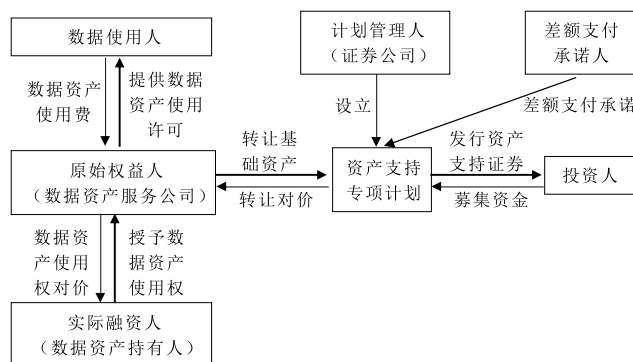 数据使用人
计划管理人
（证券公司）
差额支付
承诺人
数据资产
使用费
提供数据
资产使用
许可
设立
差额支付承诺
原始权益人
（数据资产服务公司）
转让基
础资产
转让对价
资产支持
专项计划
发行资产
支持证券
募集资金
投资人
数据资
产使用
权对价
授予数
据资产
使用权
实际融资人
（数据资产持有人）